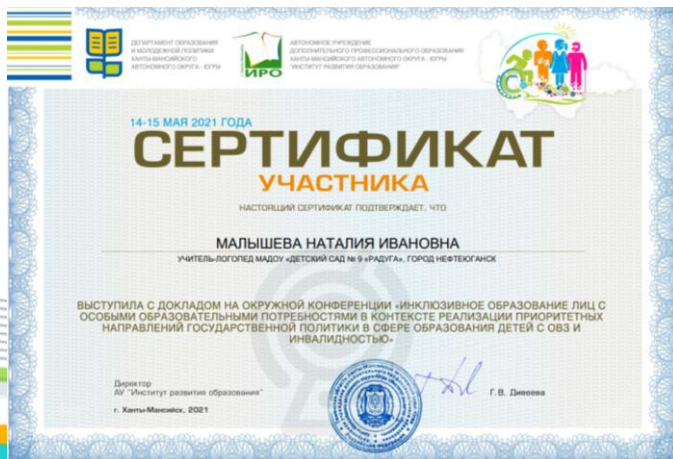 ДЕПАРТАМЕНТ ОБРАЗОВАНИЯ
И МОЛОДЕЖНОЙ ПОЛИТИКИ
ХАНТЫ-МАНСИЙСКОГО
АВТОНОМНОГО ОКРУГА - ЮГРЫ
ИРО
АВТОНОМНОЕ УЧРЕЖДЕНИЕ
ДОПОЛНИТЕЛЬНОГО ПРОФЕССИОНАЛЬНОГО ОБРАЗОВАНИЯ
ХАНТЫ-МАНСИЙСКОГО АВТОНОМНОГО ОКРУГА - ЮГРЫ
"ИНСТИТУТ РАЗВИТИЯ ОБРАЗОВАНИЯ"
14-15 МАЯ 2021 ГОДА
СЕРТИФИКАТ
УЧАСТНИКА
НАСТОЯЩИЙ СЕРТИФИКАТ ПОДТВЕРЖДАЕТ, ЧТО
МАЛЫШЕВА НАТАЛИЯ ИВАНОВНА
УЧИТЕЛЬ-ЛОГОПЕД МАДОУ «ДЕТСКИЙ САД № 9 «РАДУГА», ГОРОД НЕФТЕЮГАНСК
ВЫСТУПИЛА С ДОКЛАДОМ НА ОКРУЖНОЙ КОНФЕРЕНЦИИ «ИНКЛЮЗИВНОЕ ОБРАЗОВАНИЕ ЛИЦ С
ОСОБЫМИ ОБРАЗОВАТЕЛЬНЫМИ ПОТРЕБНОСТЯМИ В КОНТЕКСТЕ РЕАЛИЗАЦИИ ПРИОРИТЕТНЫХ
НАПРАВЛЕНИЙ ГОСУДАРСТВЕННОЙ ПОЛИТИКИ В СФЕРЕ ОБРАЗОВАНИЯ ДЕТЕЙ С ОВЗ И
ИНВАЛИДНОСТЬЮ»
Директор
АУ "Институт развития образования"
Г.В. Дивеева
г. Ханты-Мансийск, 2021